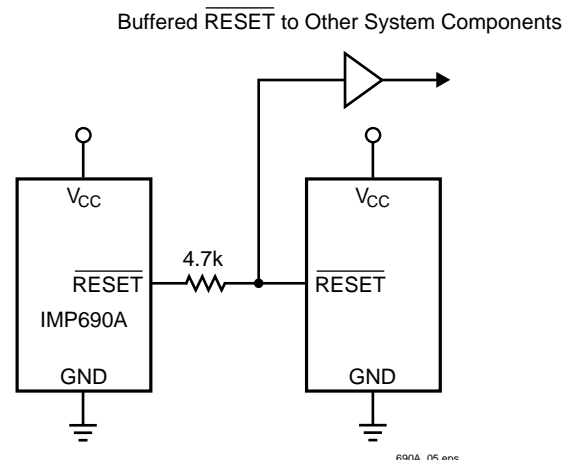 Buffered RESET to Other System Components
VCC
VCC
4.7k
RESET
RESET
IMP690A
GND
GND
690A_05.eps